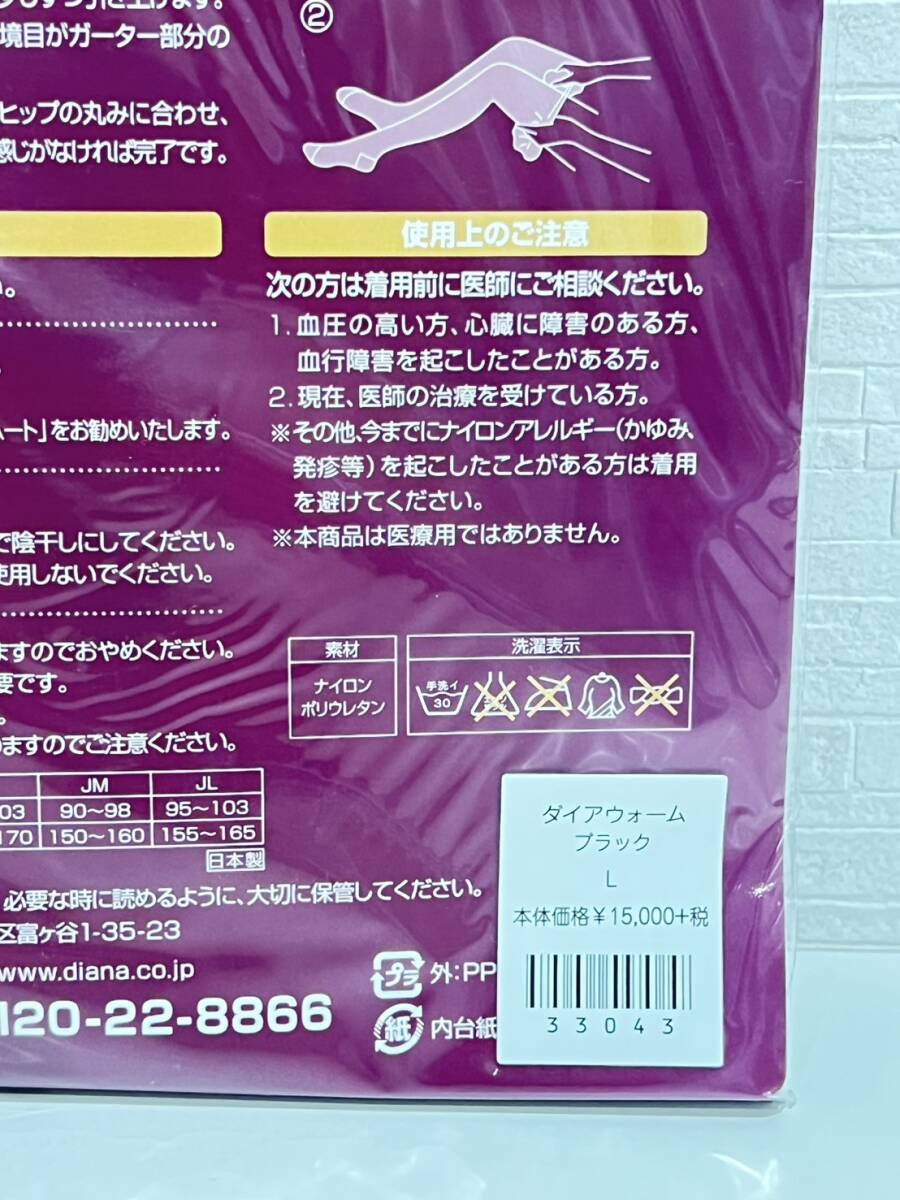 に上げます。
②
境目がガーター部分の
ヒップの丸みに合わせ、
感じがなければ完了です。
使用上のご注意
次の方は着用前に医師にご相談ください。
1.血圧の高い方、心臓に障害のある方、
血行障害を起こしたことがある方。
2.現在、医師の治療を受けている方。
※その他、今までにナイロンアレルギー(かゆみ、
発疹等)を起こしたことがある方は着用
を避けてください。
※本商品は医療用ではありません。
い。
ハート」をお勧めいたします。
で陰干しにしてください。
使用しないでください。
ますのでおやめください。
要です。
りますのでご注意ください。
素材
ナイロン
ポリウレタン
洗濯表示
手洗イ
30
JM
JL
03
90〜98
95〜103
170
150〜160
155〜165
日本製
必要な時に読めるように、大切に保管してください。
区富ヶ谷1-35-23
www.diana.co.jp
120-22-8866
プラ
外:PP
紙
内台紙
ダイアウォーム
ブラック
L
本体価格¥15,000+税
33043